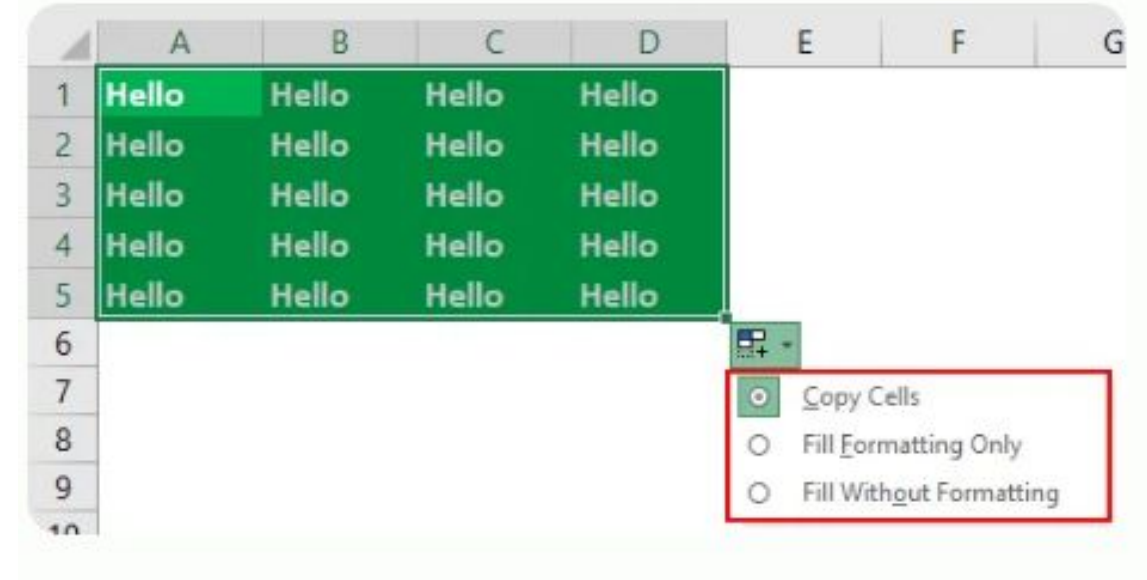 A B C D E F G
1 Hello Hello Hello Hello
2 Hello Hello Hello Hello
3 Hello Hello Hello Hello
4 Hello Hello Hello Hello
5 Hello Hello Hello Hello
6
7 Copy Cells
8 Fill Formatting Only
9 Fill Without Formatting
10